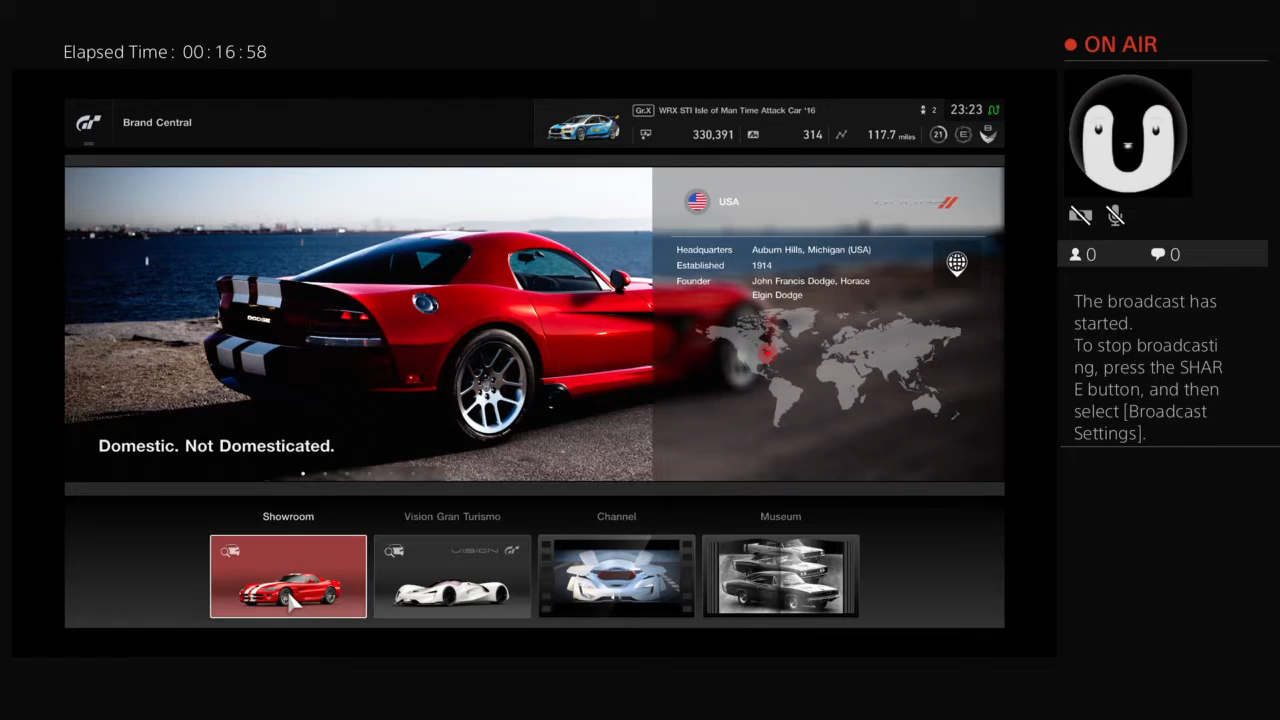 Elapsed Time: 00:16:58
ON AIR
Brand Central
Gr.X WRX STI Isle of Man Time Attack Car '16
2
23:23
330,391
314
117.7 miles
21
E
B
USA
Headquarters Auburn Hills, Michigan (USA)
Established 1914
Founder John Francis Dodge, Horace
Elgin Dodge
DODGE
Domestic. Not Domesticated.
0
0
The broadcast has
started.
To stop broadcasti
ng, press the SHAR
E button, and then
select [Broadcast
Settings].
Showroom
Vision Gran Turismo
Channel
Museum
VISION GT